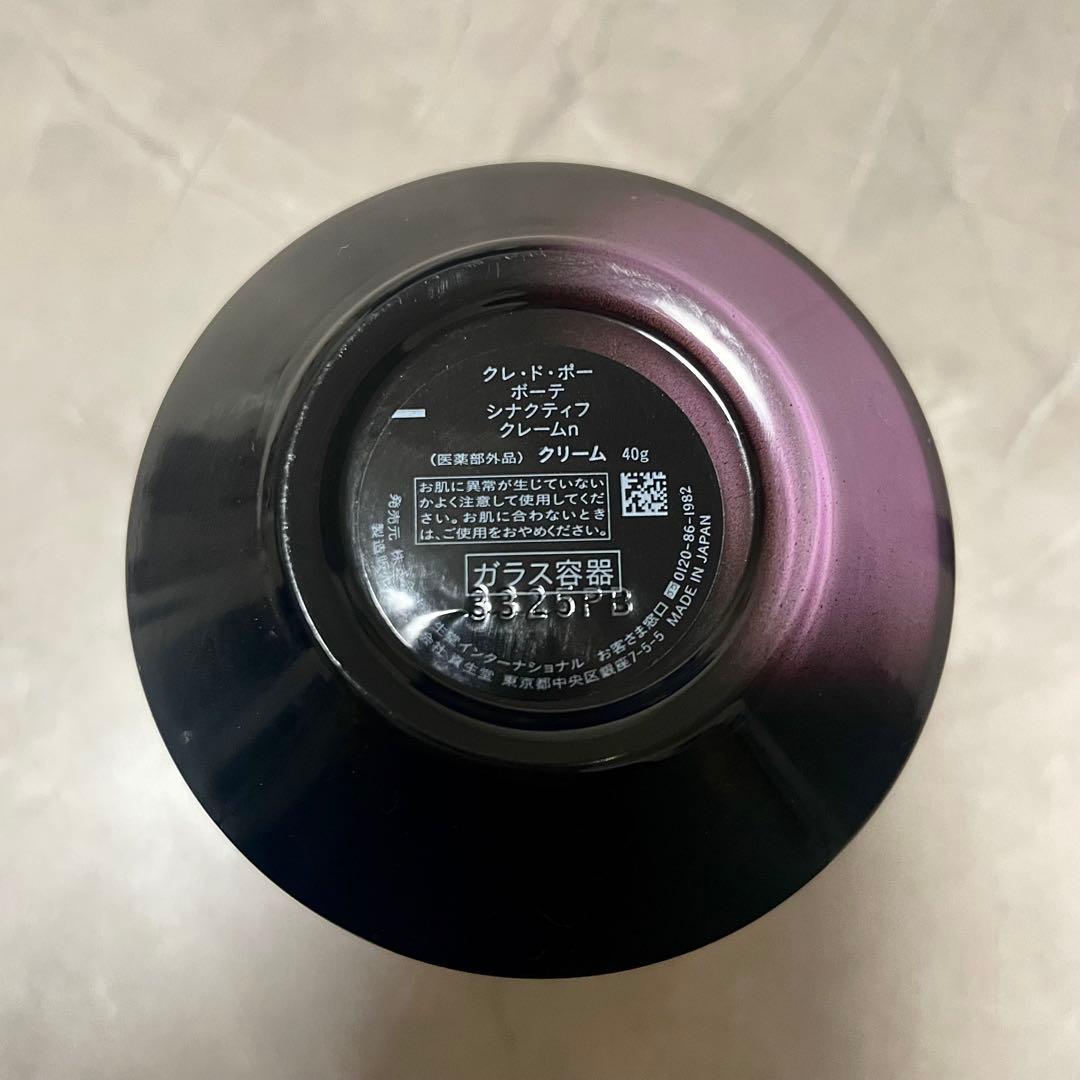 クレ・ド・ポー
ボーテ
シナクティフ
クレームn
(医薬部外品) クリーム 40g
お肌に異常が生じていない
かよく注意して使用してくだ
さい。お肌に合わないとき
は、ご使用をおやめください。
ガラス容器
3325PB
発売元 株
インターナショナル お客さま窓口 0120-86-1982
製造
会社資生堂 東京都中央区銀座7-5-5 MADE IN JAPAN